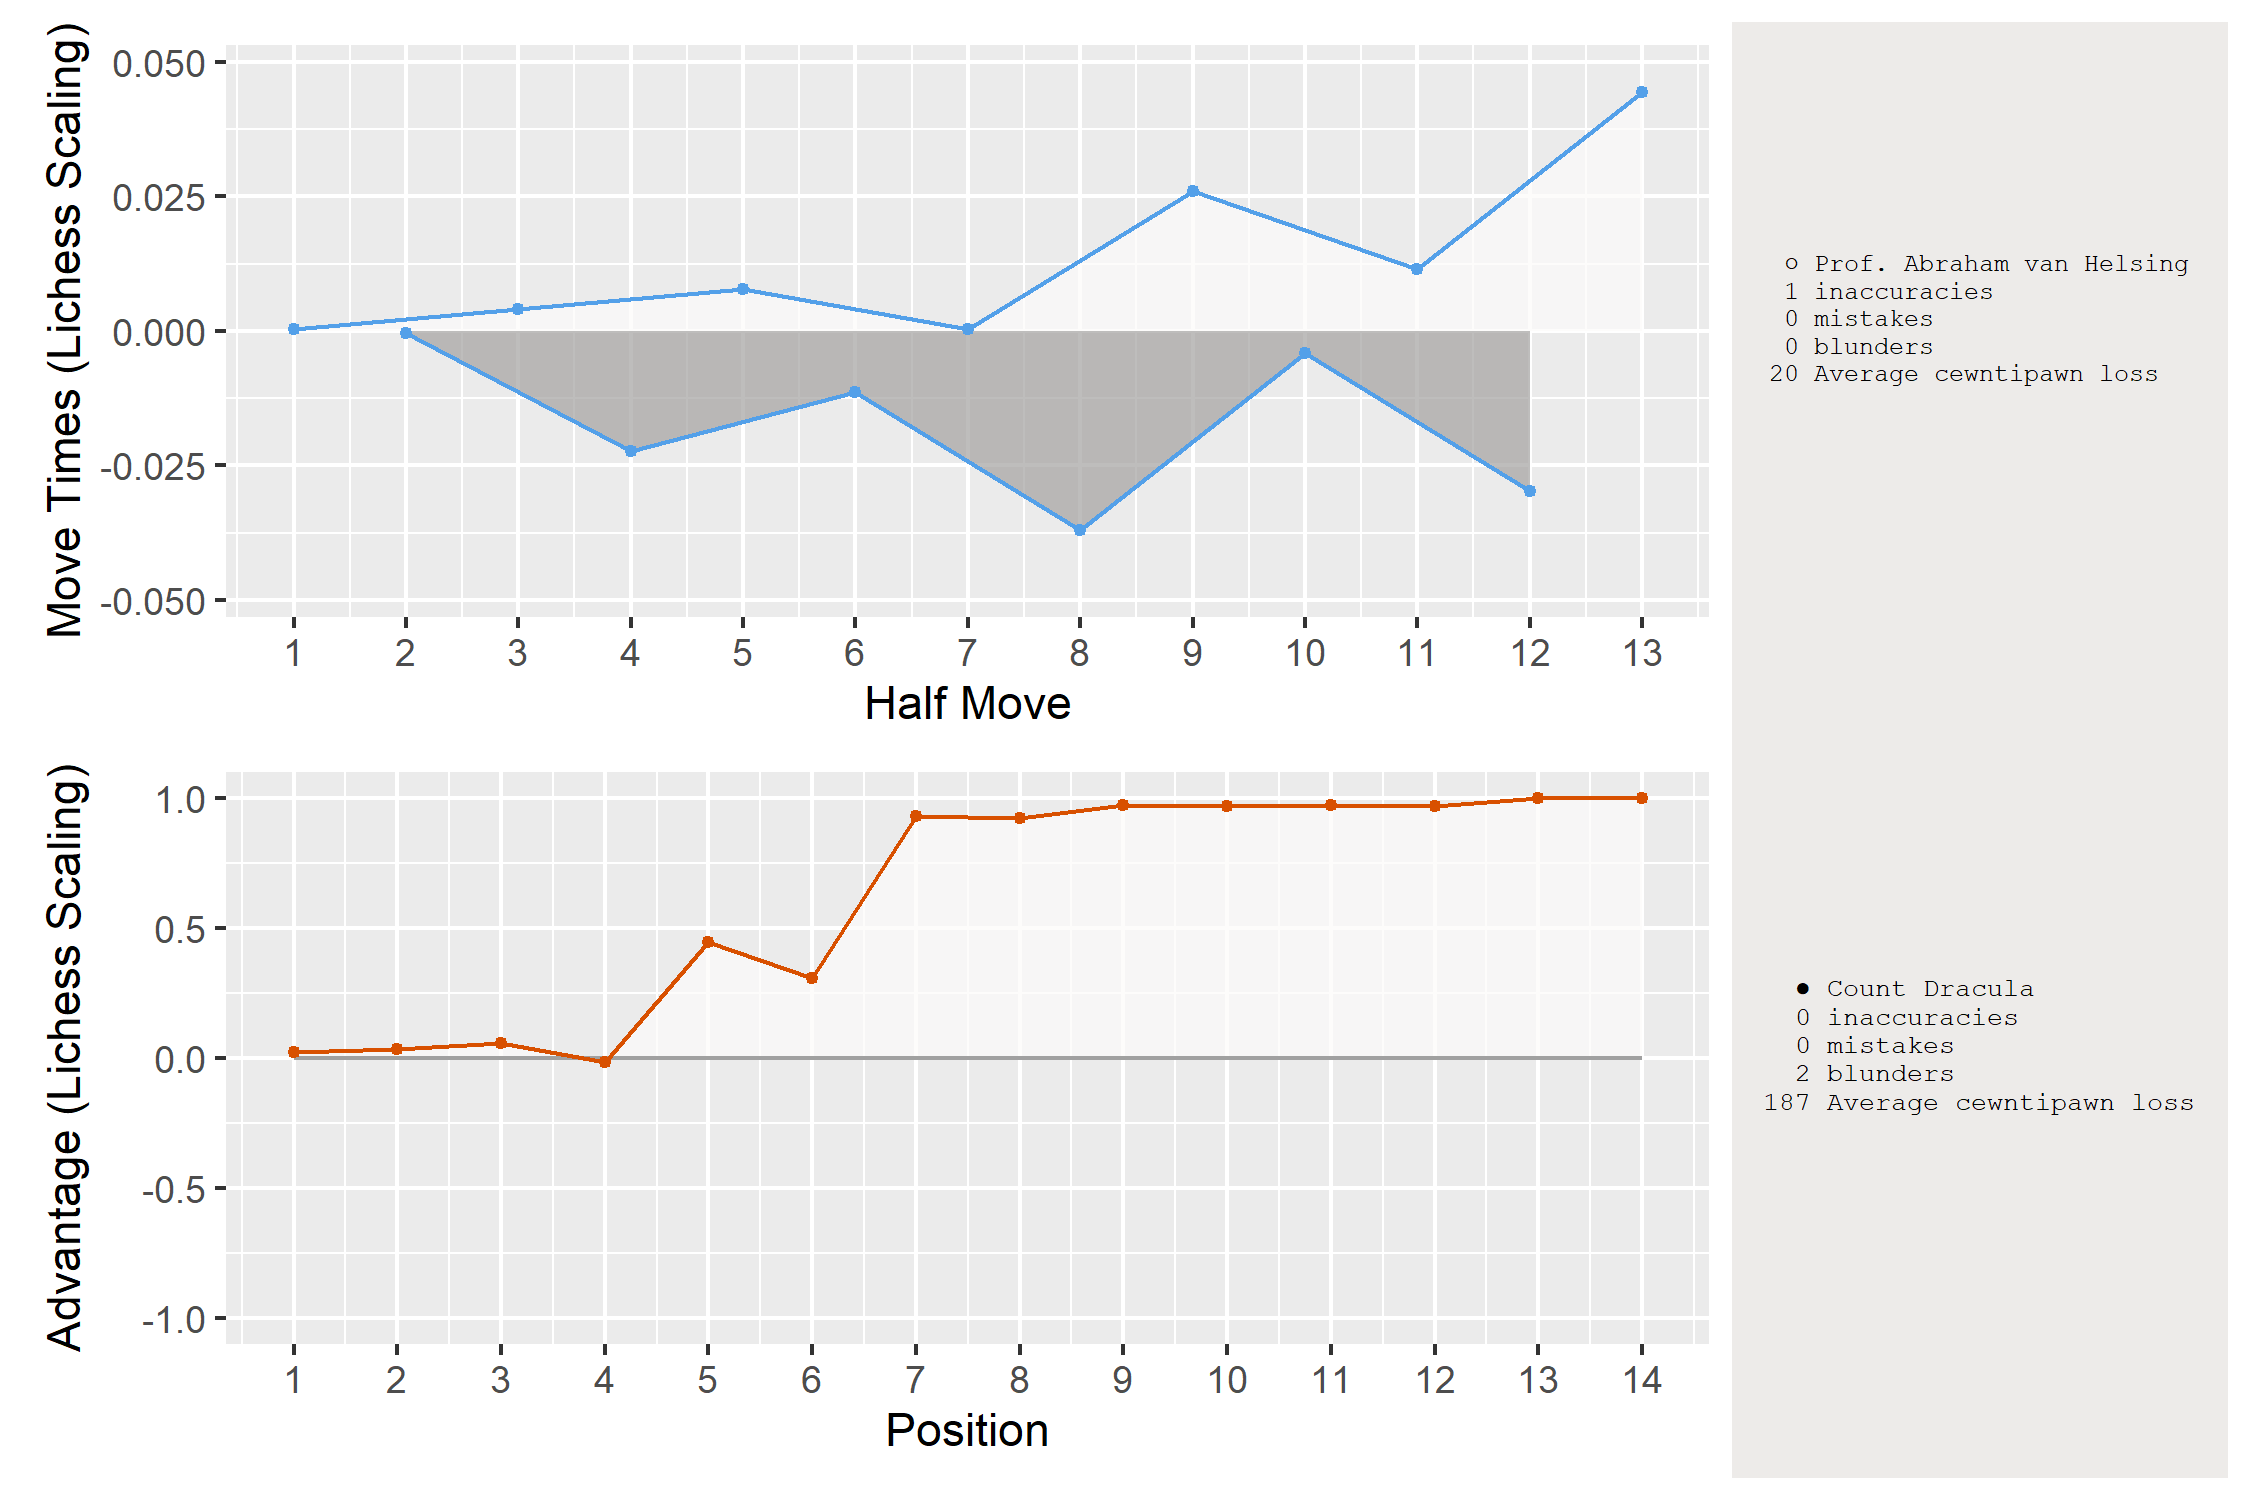 Move Times (Lichess Scaling)
0.050
0.025
0.000
-0.025
-0.050
1 2 3 4 5 6 7 8 9 10 11 12 13
Half Move
○ Prof. Abraham van Helsing
1 inaccuracies
0 mistakes
0 blunders
20 Average cewntipawn loss
Advantage (Lichess Scaling)
1.0
0.5
0.0
-0.5
-1.0
1 2 3 4 5 6 7 8 9 10 11 12 13 14
Position
● Count Dracula
0 inaccuracies
0 mistakes
2 blunders
187 Average cewntipawn loss